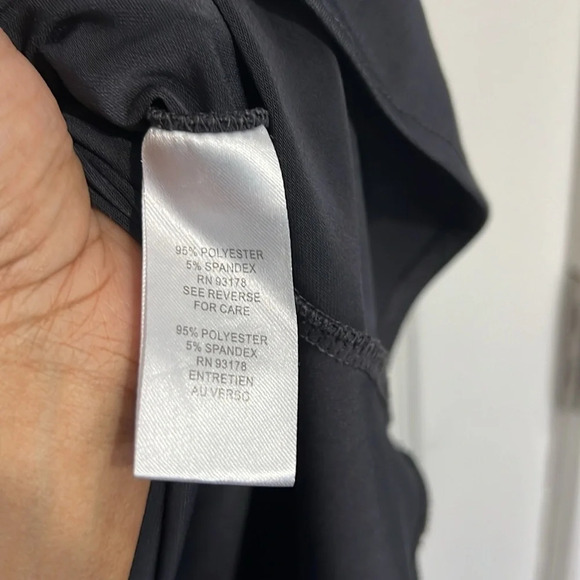 95% POLYESTER
5% SPANDEX
RN 93178
SEE REVERSE
FOR CARE
95% POLYESTER
5% SPANDEX
RN 93178
ENTRETIEN
AU VERSO